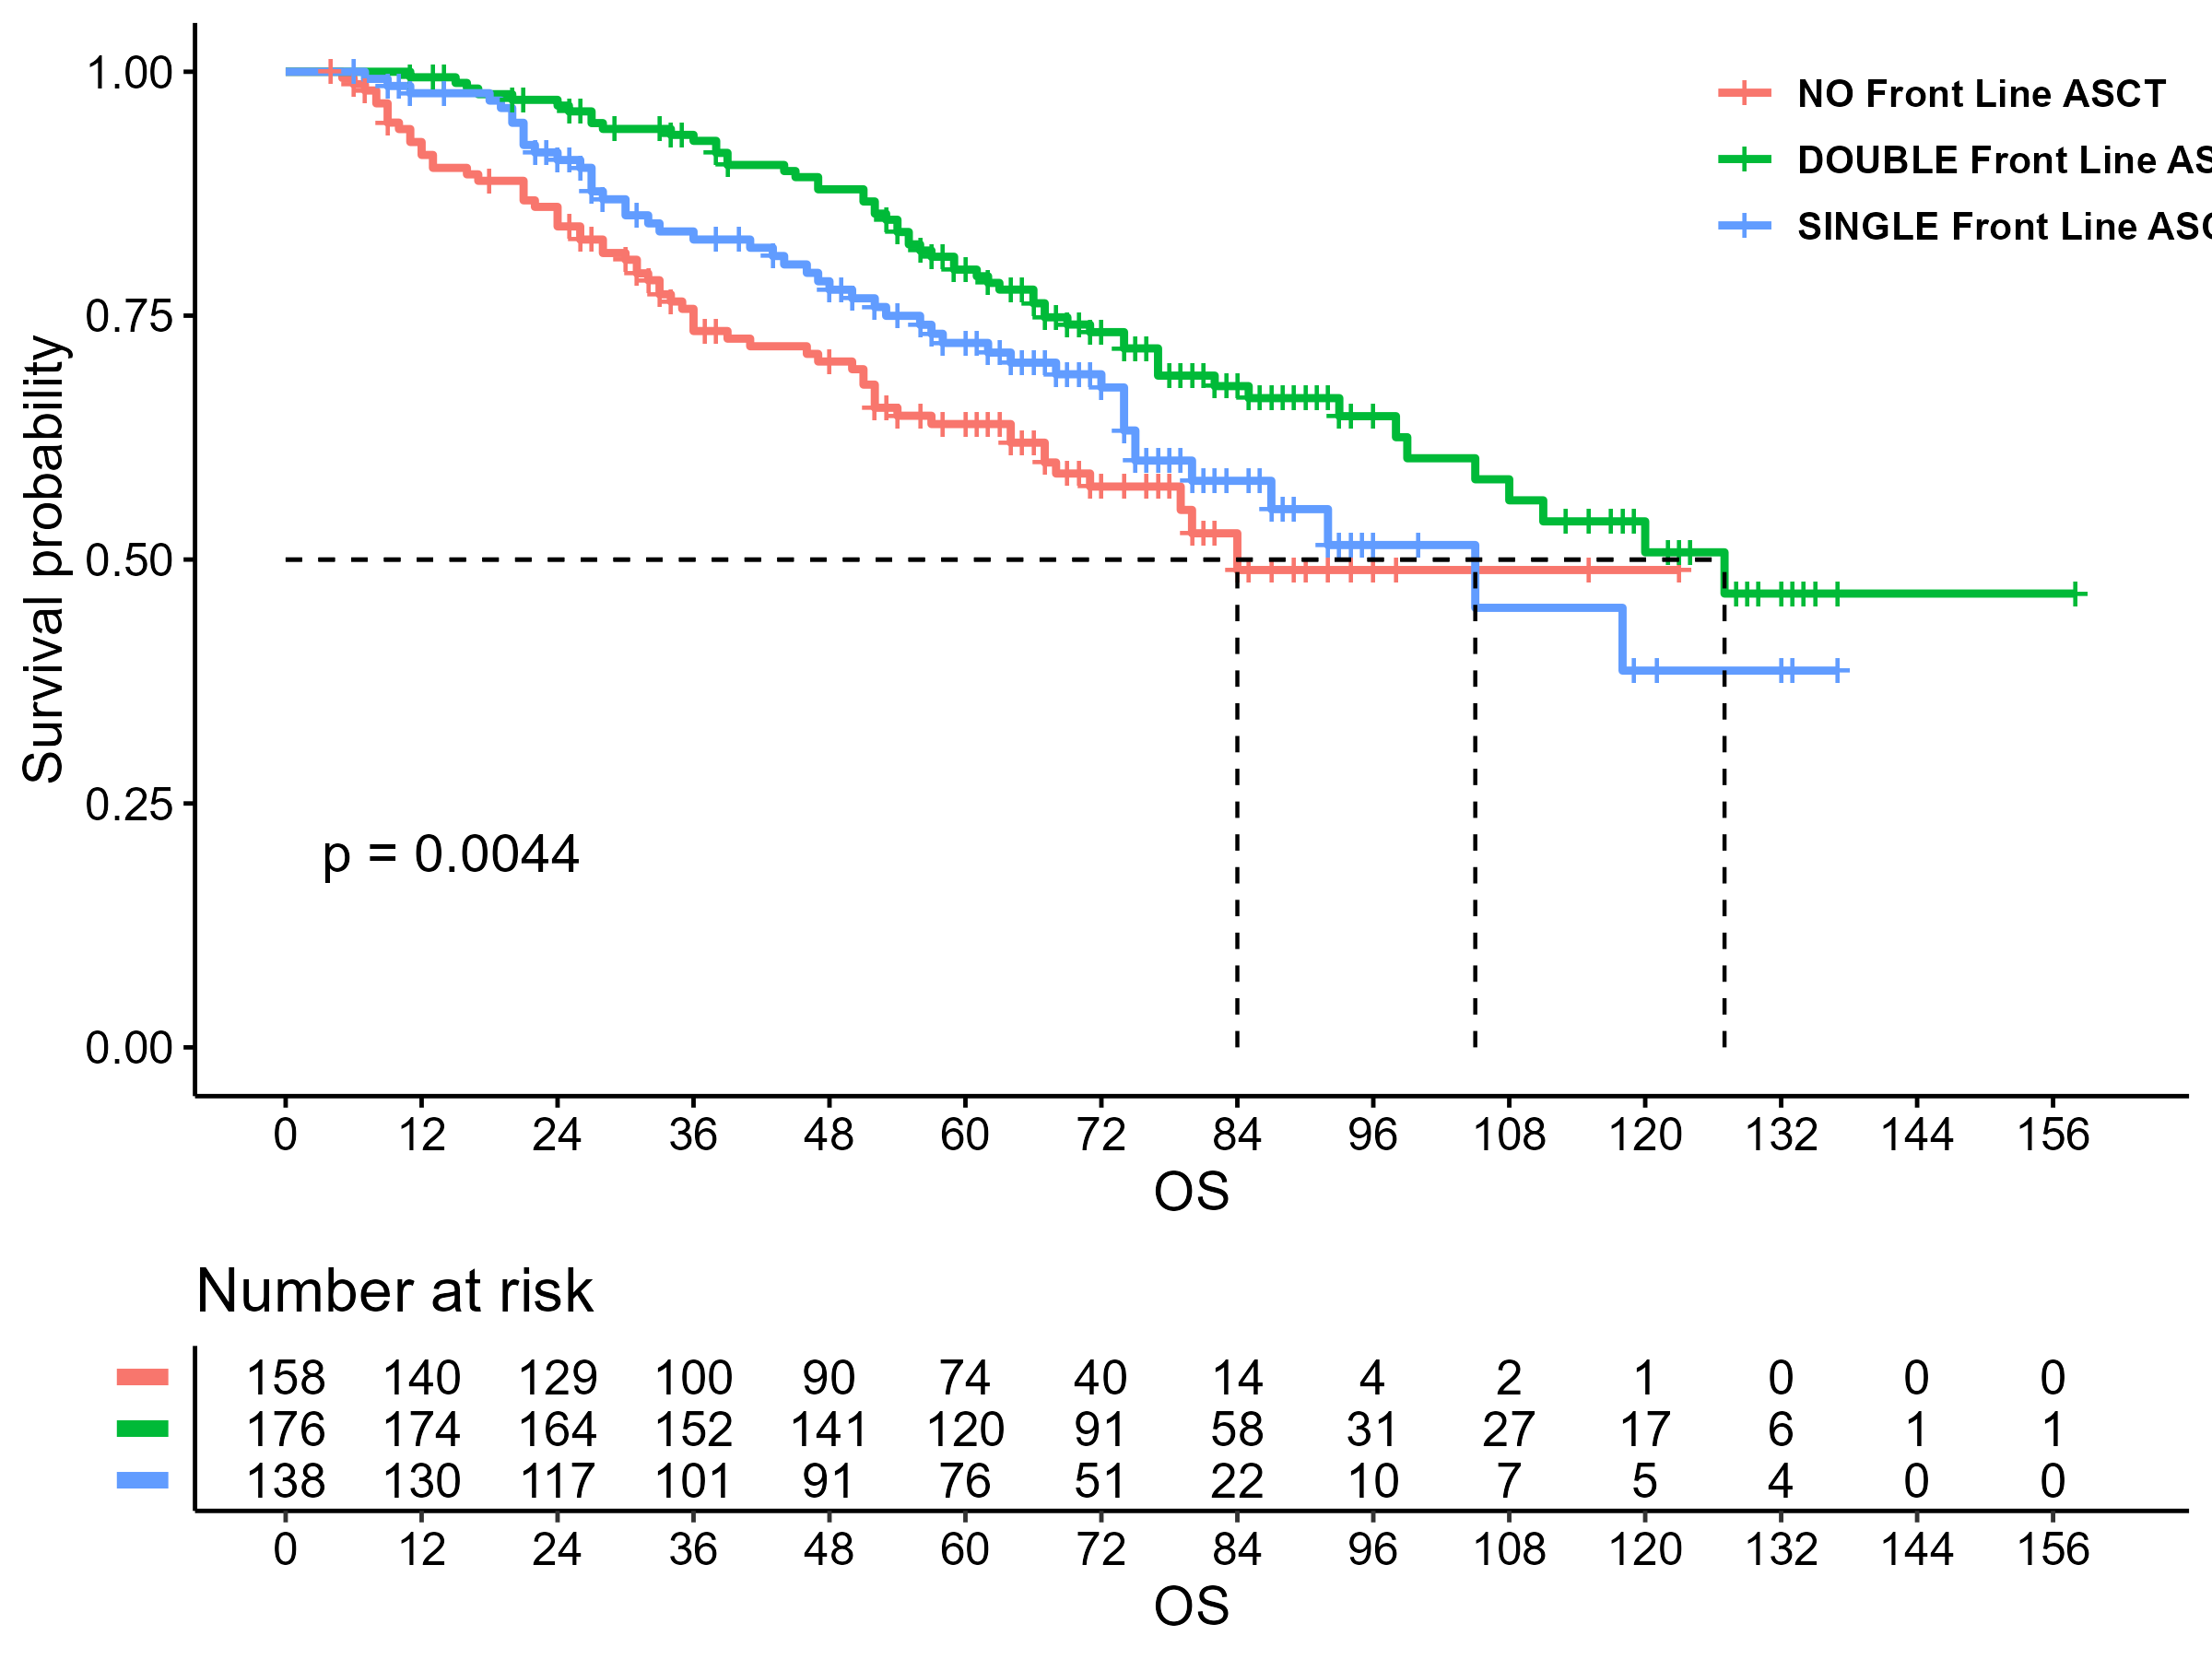 1.00
0.75
0.50
0.25
0.00
Survival probability
NO Front Line ASCT
DOUBLE Front Line AS
SINGLE Front Line ASC
p = 0.0044
0 12 24 36 48 60 72 84 96 108 120 132 144 156
OS
Number at risk
158 140 129 100 90 74 40 14 4 2 1 0 0 0
176 174 164 152 141 120 91 58 31 27 17 6 1 1
138 130 117 101 91 76 51 22 10 7 5 4 0 0
0 12 24 36 48 60 72 84 96 108 120 132 144 156
OS